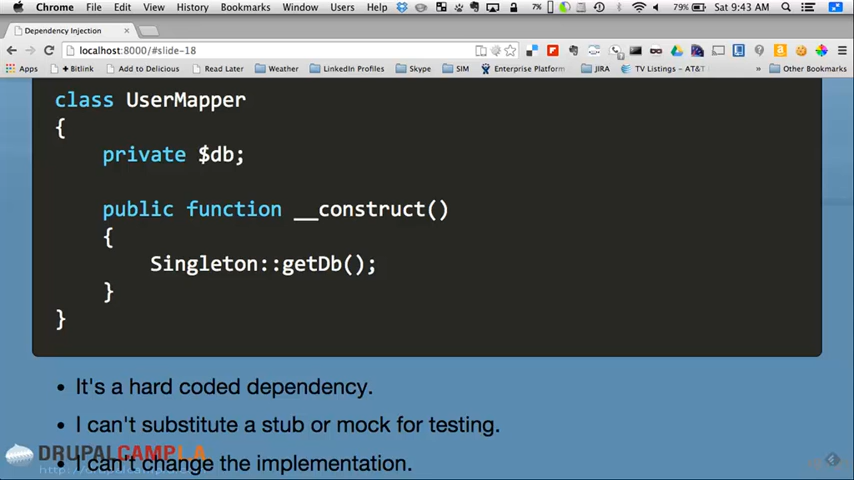 Chrome File Edit View History Bookmarks Window Users Help 7% 79% Sat 9:43 AM
Dependency Injection
localhost:8000/#slide-18
Apps + Bitlink Add to Delicious Read Later Weather LinkedIn Profiles Skype SIM Enterprise Platform JIRA TV Listings - AT&T Other Bookmarks
class UserMapper
{
private $db;
public function __construct()
{
Singleton::getDb();
}
}
• It's a hard coded dependency.
• I can't substitute a stub or mock for testing.
DRUPALCAMPLA
• I can't change the implementation.